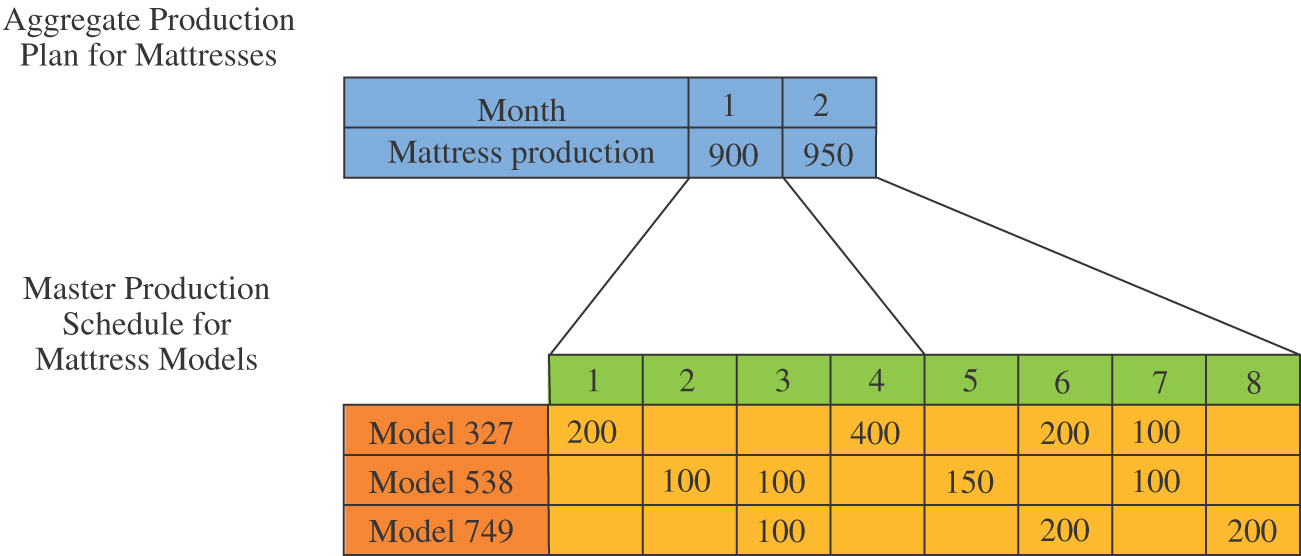 Aggregate Production
Plan for Mattresses
Month 1 2
Mattress production 900 950
Master Production
Schedule for
Mattress Models
1 2 3 4 5 6 7 8
Model 327 200 400 200 100
Model 538 100 100 150 100
Model 749 100 200 200